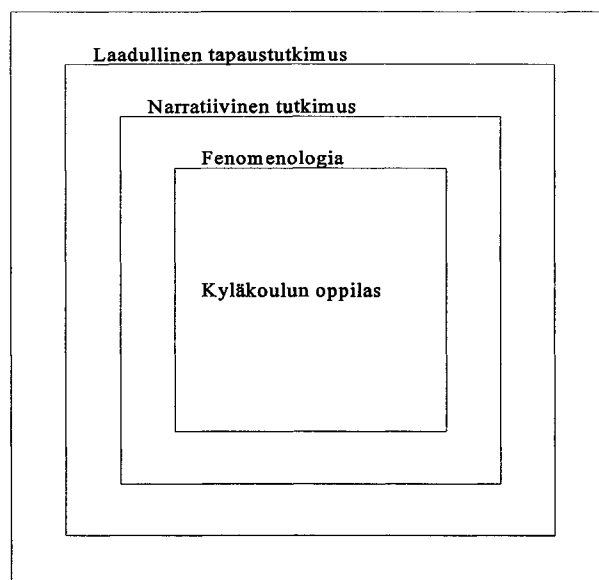 Laadullinen tapaustutkimus
Narratiivinen tutkimus
Fenomenologia
Kyläkoulun oppilas